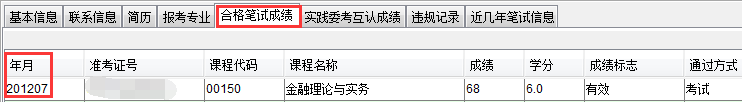 基本信息 联系信息 简历 报考专业 合格笔试成绩 实践委考互认成绩 违规记录 近几年笔试信息
年月 准考证号 课程代码 课程名称 成绩 学分 成绩标志 通过方式
201207 00150 金融理论与实务 68 6.0 有效 考试